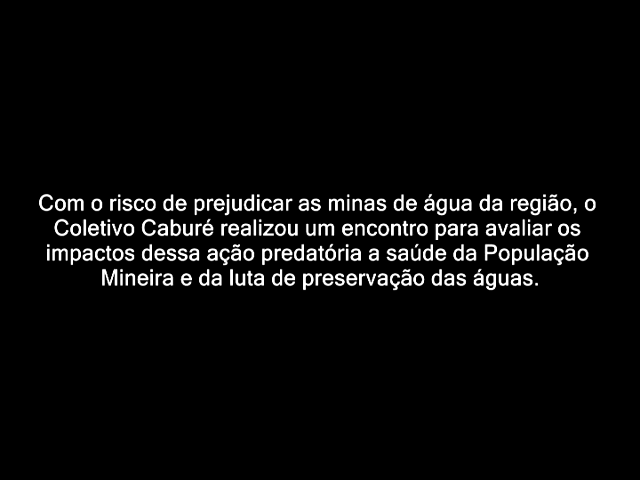 Com o risco de prejudicar as minas de água da região, o
Coletivo Caburé realizou um encontro para avaliar os
impactos dessa ação predatória a saúde da População
Mineira e da luta de preservação das águas.